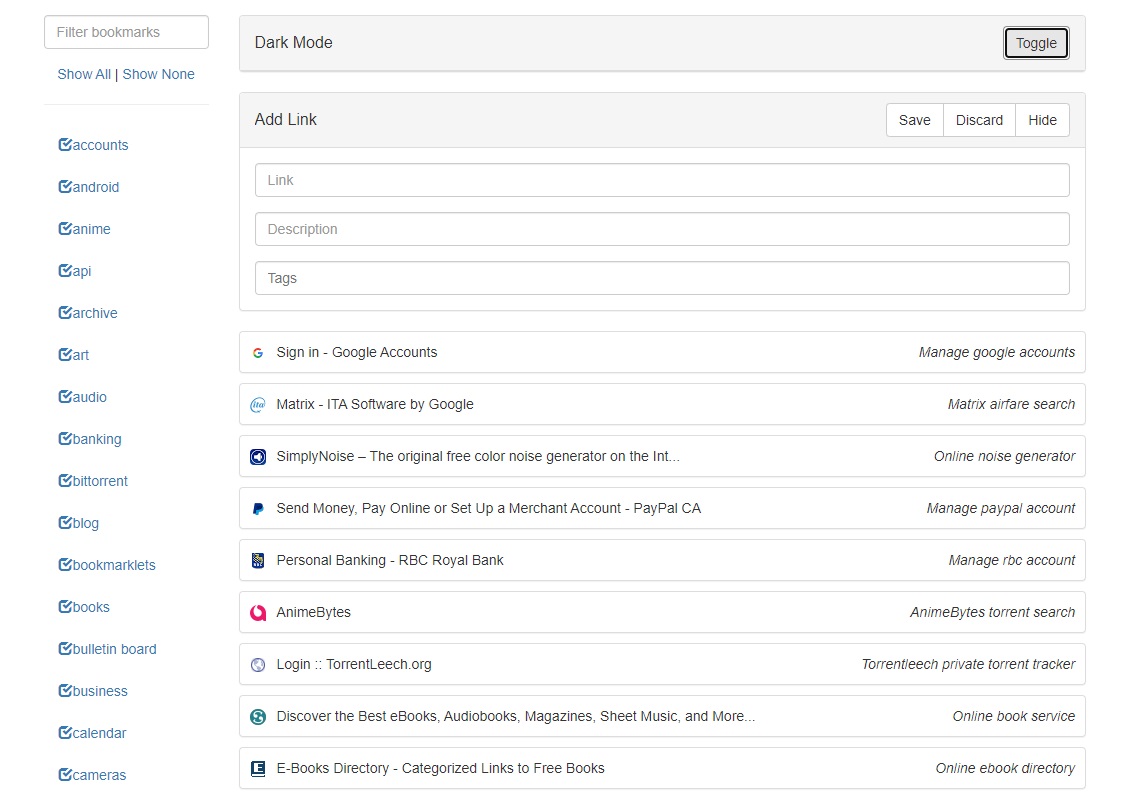 Filter bookmarks
Show All | Show None
accounts
android
anime
api
archive
art
audio
banking
bittorrent
blog
bookmarklets
books
bulletin board
business
calendar
cameras
Dark Mode
Toggle
Add Link
Save
Discard
Hide
Link
Description
Tags
Sign in - Google Accounts
Manage google accounts
Matrix - ITA Software by Google
Matrix airfare search
SimplyNoise – The original free color noise generator on the Int...
Online noise generator
Send Money, Pay Online or Set Up a Merchant Account - PayPal CA
Manage paypal account
Personal Banking - RBC Royal Bank
Manage rbc account
AnimeBytes
AnimeBytes torrent search
Login :: TorrentLeech.org
Torrentleech private torrent tracker
Discover the Best eBooks, Audiobooks, Magazines, Sheet Music, and More...
Online book service
E-Books Directory - Categorized Links to Free Books
Online ebook directory